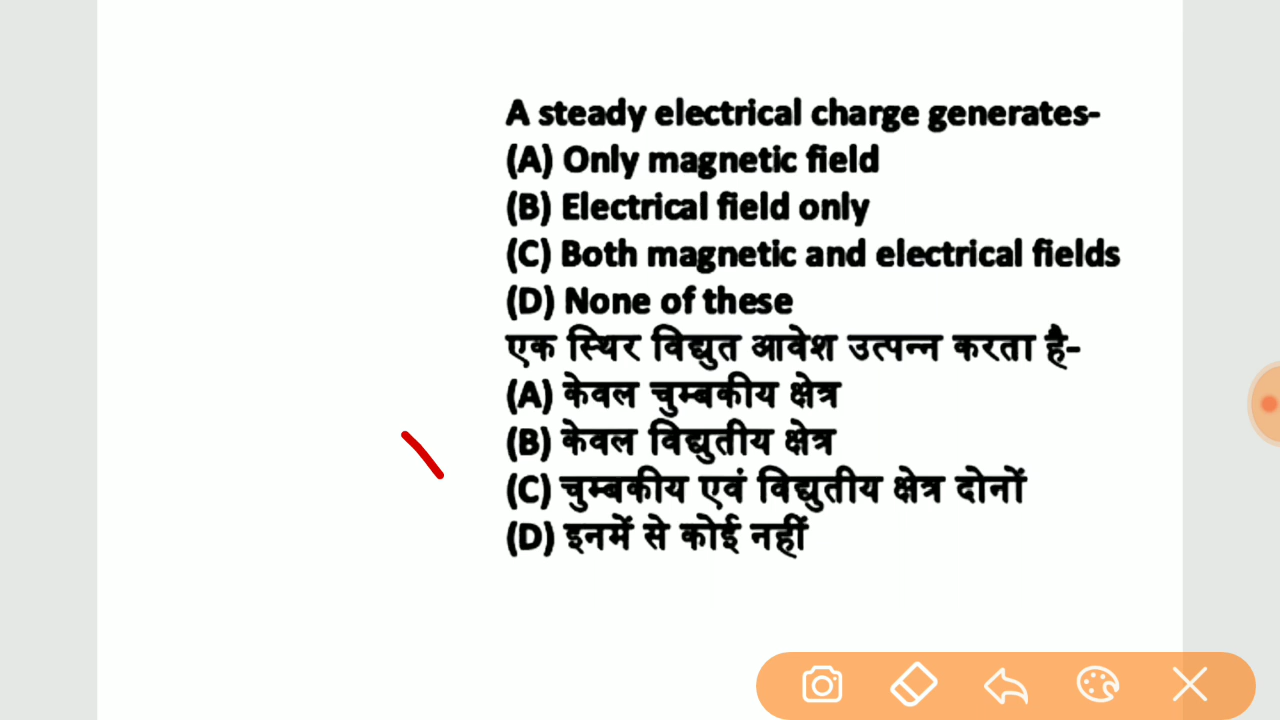 A steady electrical charge generates-
(A) Only magnetic field
(B) Electrical field only
(C) Both magnetic and electrical fields
(D) None of these
एक स्थिर विद्युत आवेश उत्पन्न करता है-
(A) केवल चुम्बकीय क्षेत्र
(B) केवल विद्युतीय क्षेत्र
(C) चुम्बकीय एवं विद्युतीय क्षेत्र दोनों
(D) इनमें से कोई नहीं